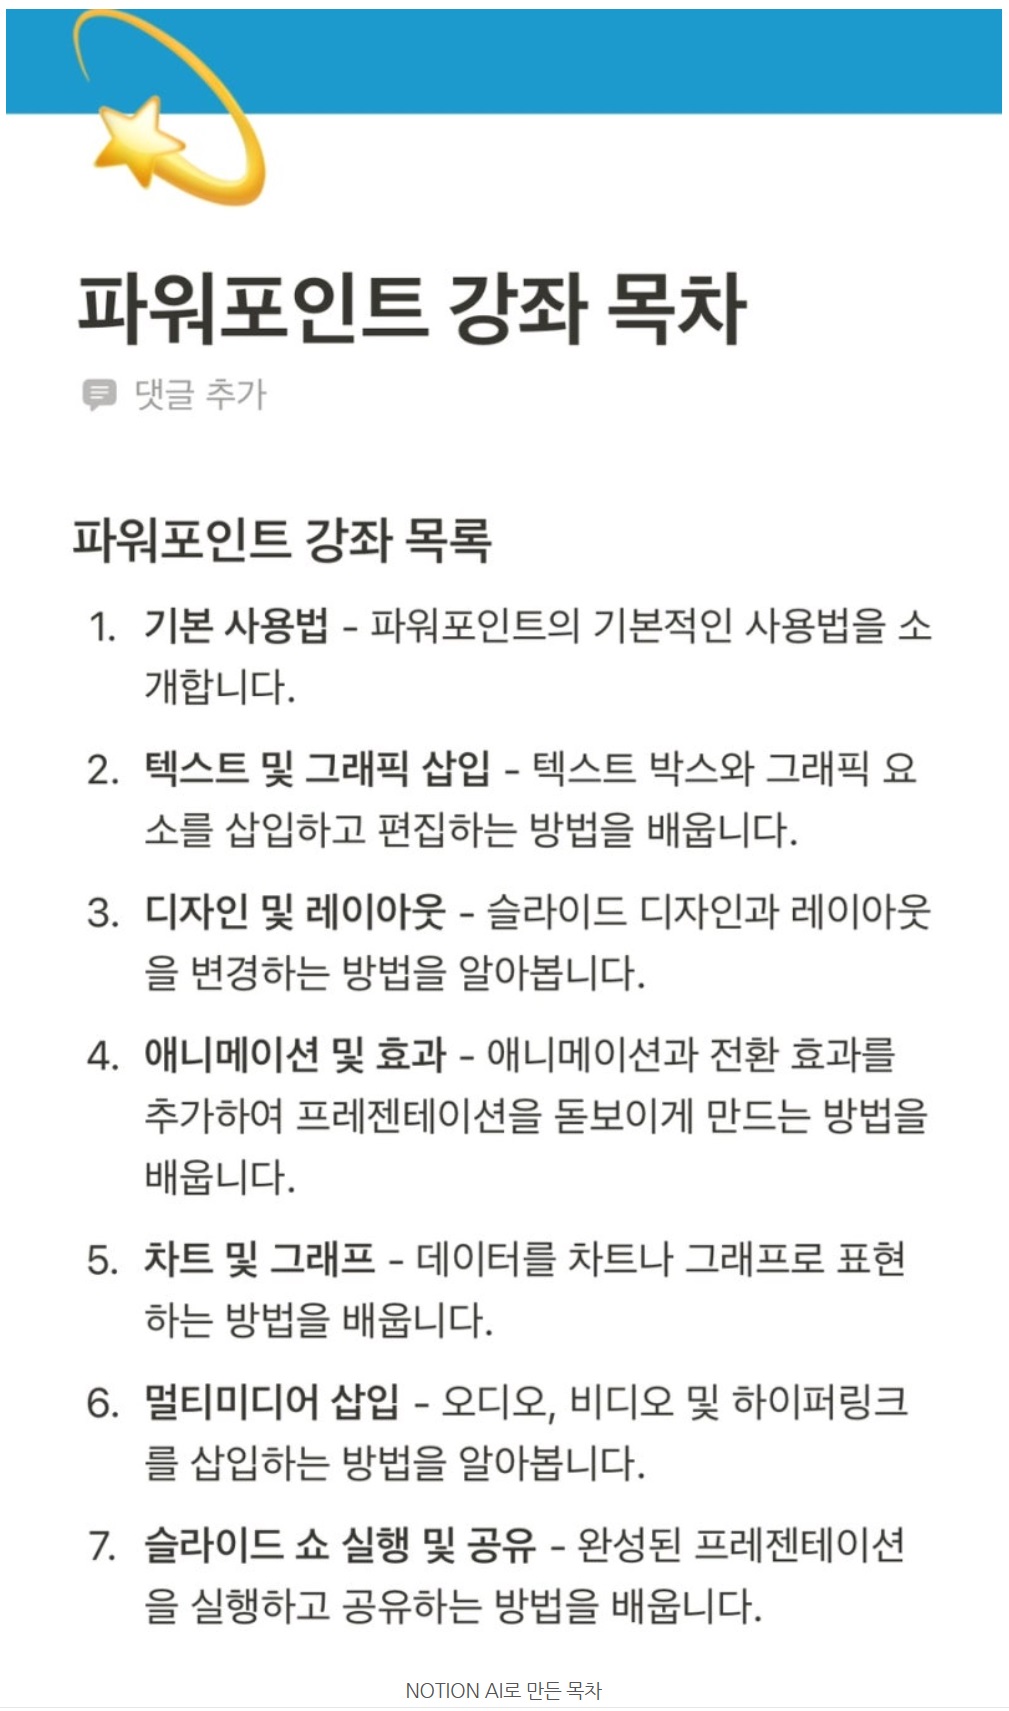 파워포인트 강좌 목차
댓글 추가
파워포인트 강좌 목록
1. 기본 사용법 – 파워포인트의 기본적인 사용법을 소
개합니다.
2. 텍스트 및 그래픽 삽입 – 텍스트 박스와 그래픽 요
소를 삽입하고 편집하는 방법을 배웁니다.
3. 디자인 및 레이아웃 – 슬라이드 디자인과 레이아웃
을 변경하는 방법을 알아봅니다.
4. 애니메이션 및 효과 – 애니메이션과 전환 효과를
추가하여 프레젠테이션을 돋보이게 만드는 방법을
배웁니다.
5. 차트 및 그래프 – 데이터를 차트나 그래프로 표현
하는 방법을 배웁니다.
6. 멀티미디어 삽입 – 오디오, 비디오 및 하이퍼링크
를 삽입하는 방법을 알아봅니다.
7. 슬라이드 쇼 실행 및 공유 – 완성된 프레젠테이션
을 실행하고 공유하는 방법을 배웁니다.
NOTION AI로 만든 목차